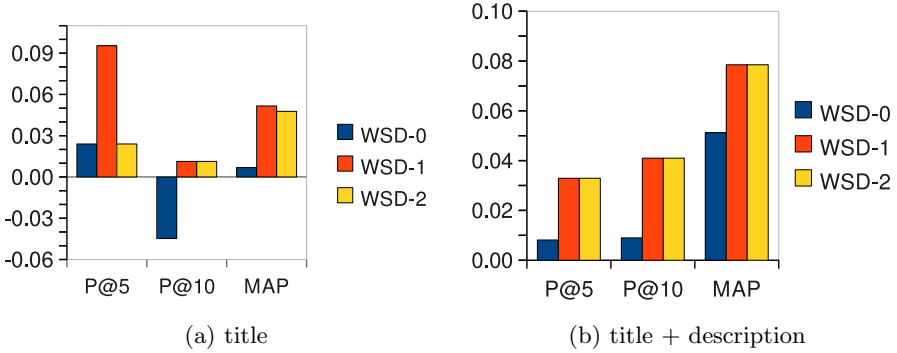 0.09
0.06
0.03
0.00
-0.03
-0.06
P@5 P@10 MAP
WSD-0
WSD-1
WSD-2
(a) title
0.10
0.08
0.06
0.04
0.02
0.00
P@5 P@10 MAP
WSD-0
WSD-1
WSD-2
(b) title + description